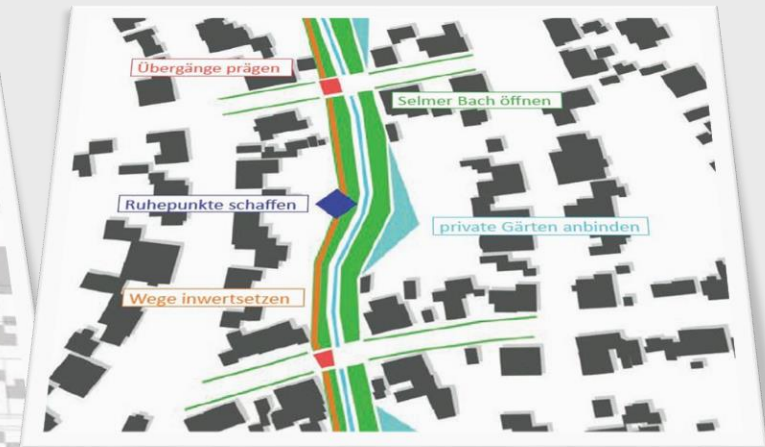 Übergänge prägen
Selmer Bach öffnen
Ruhepunkte schaffen
private Gärten anbinden
Wege inwertsetzen